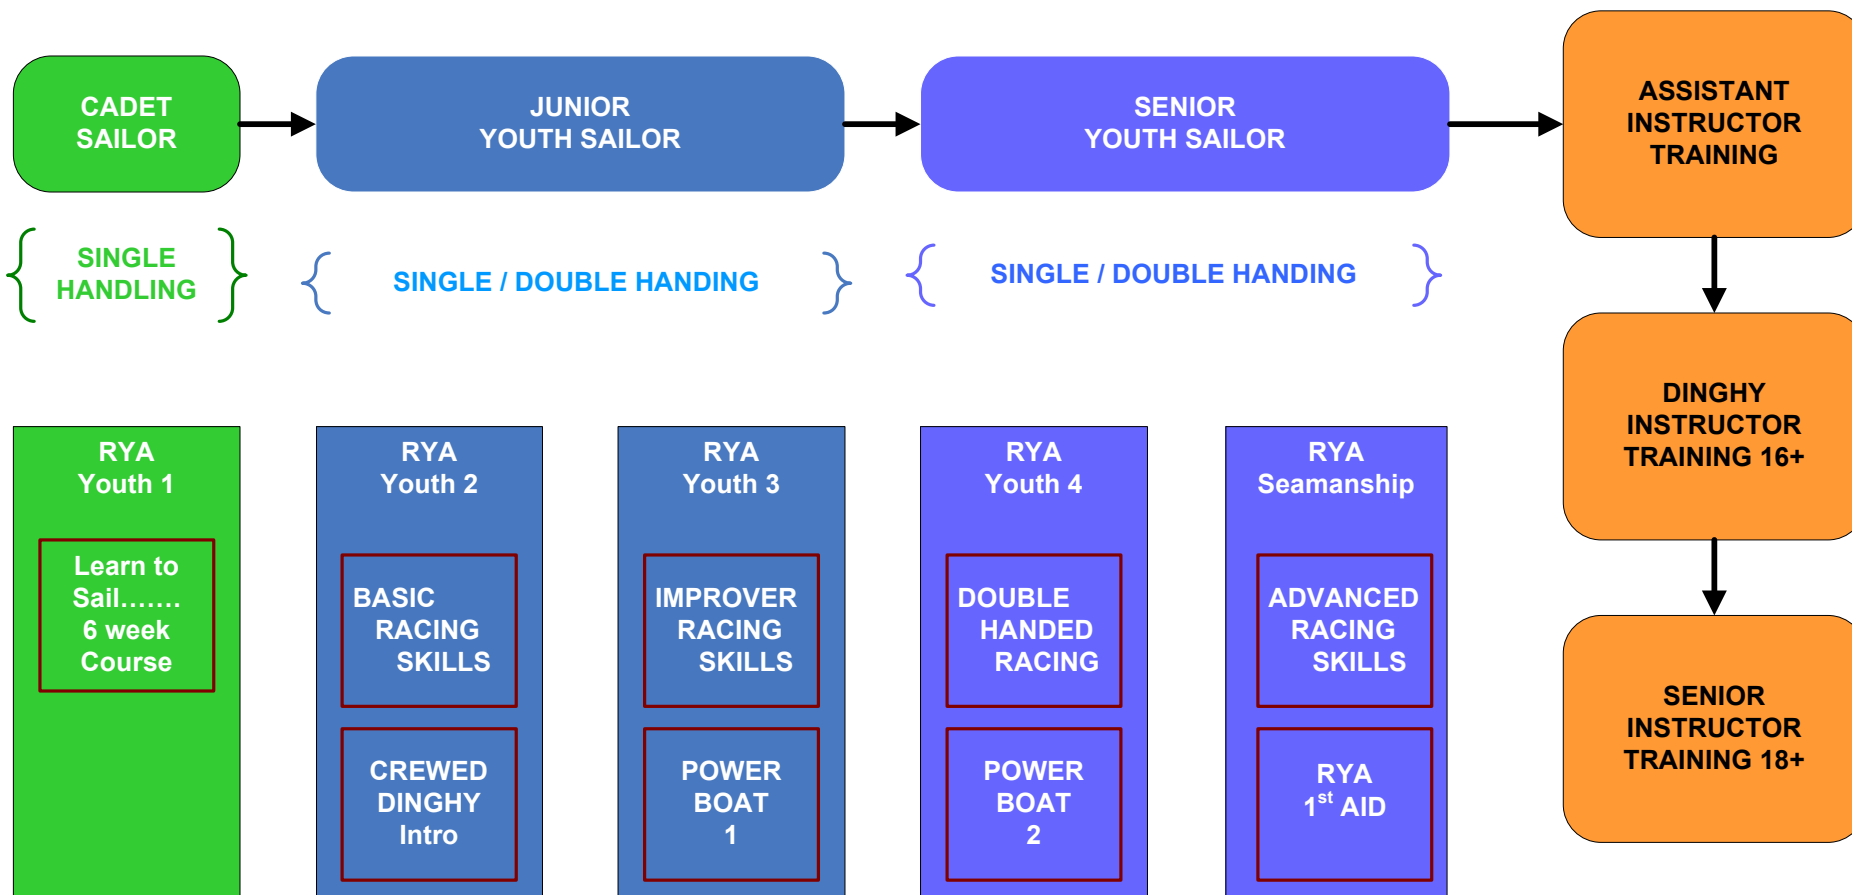 CADET
SAILOR
JUNIOR
YOUTH SAILOR
SENIOR
YOUTH SAILOR
ASSISTANT
INSTRUCTOR
TRAINING
SINGLE
HANDLING
SINGLE / DOUBLE HANDING
SINGLE / DOUBLE HANDING
DINGHY
INSTRUCTOR
TRAINING 16+
SENIOR
INSTRUCTOR
TRAINING 18+
RYA
Youth 1
Learn to
Sail.......
6 week
Course
RYA
Youth 2
BASIC
RACING
SKILLS
CREWED
DINGHY
Intro
RYA
Youth 3
IMPROVER
RACING
SKILLS
POWER
BOAT
1
RYA
Youth 4
DOUBLE
HANDED
RACING
POWER
BOAT
2
RYA
Seamanship
ADVANCED
RACING
SKILLS
RYA
1st AID